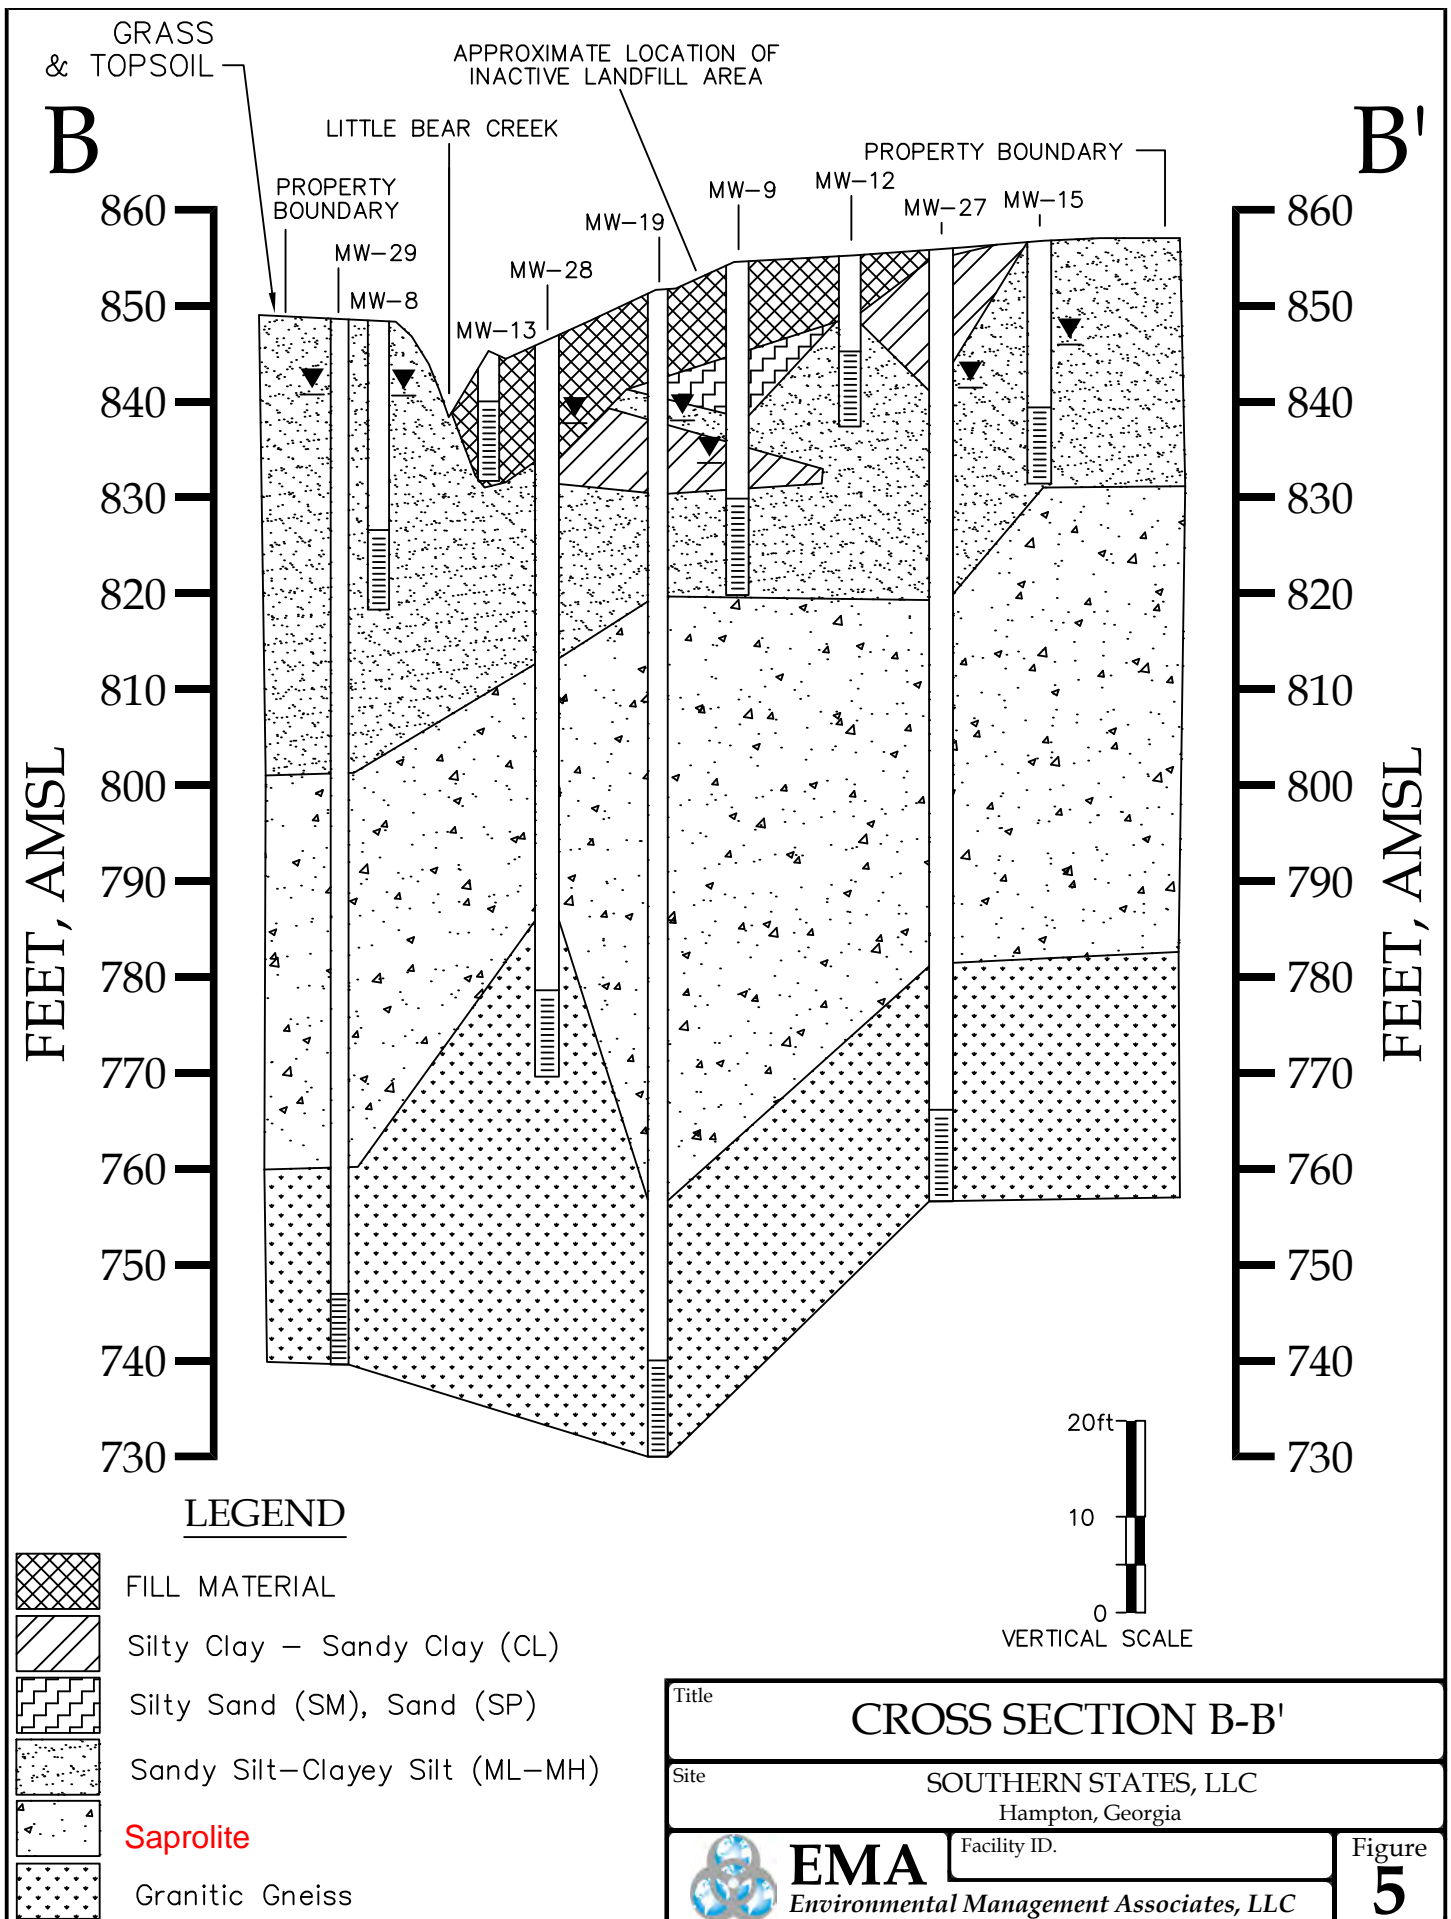 GRASS
& TOPSOIL
APPROXIMATE LOCATION OF
INACTIVE LANDFILL AREA
B
B'
LITTLE BEAR CREEK
PROPERTY BOUNDARY
PROPERTY
BOUNDARY
MW-29
MW-8
MW-13
MW-28
MW-19
MW-9
MW-12
MW-27
MW-15
860
850
840
830
820
810
800
790
780
770
760
750
740
730
FEET, AMSL
860
850
840
830
820
810
800
790
780
770
760
750
740
730
FEET, AMSL
20ft
10
0
VERTICAL SCALE
LEGEND
FILL MATERIAL
Silty Clay - Sandy Clay (CL)
Silty Sand (SM), Sand (SP)
Sandy Silt-Clayey Silt (ML-MH)
Saprolite
Granitic Gneiss
Title
CROSS SECTION B-B'
Site
SOUTHERN STATES, LLC
Hampton, Georgia
EMA
Environmental Management Associates, LLC
Facility ID.
Figure
5